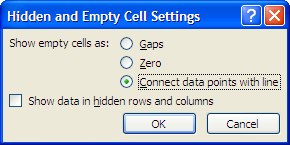 Hidden and Empty Cell Settings
Show empty cells as: Gaps
Zero
Connect data points with line
Show data in hidden rows and columns
OK Cancel